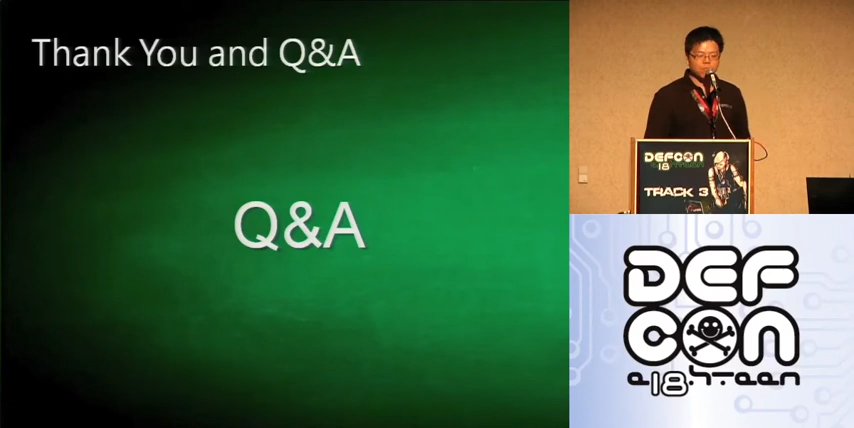 Thank You and Q&A
Q&A
DEFCON
18
TRACK 3
DEF
CON
e18hteen